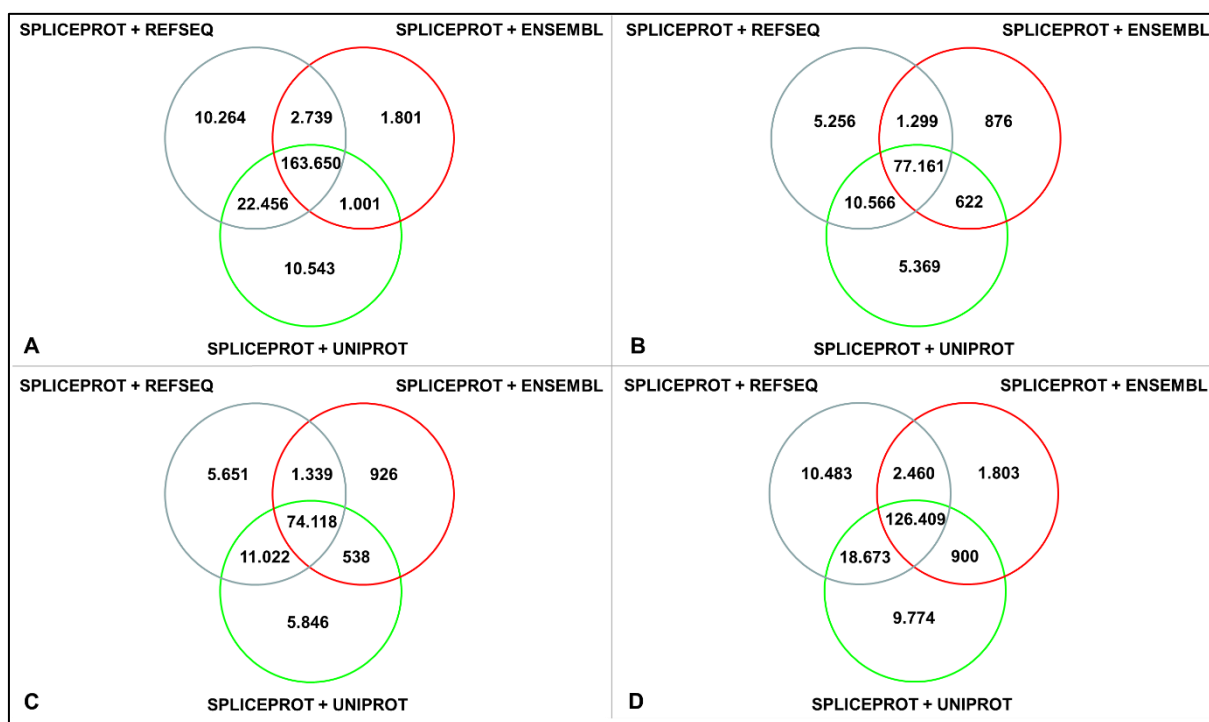 SPLICEPROT + REFSEQ SPLICEPROT + ENSEMBL
10.264 2.739 1.801
163.650
22.456 1.001
10.543
A
SPLICEPROT + UNIPROT
SPLICEPROT + REFSEQ SPLICEPROT + ENSEMBL
5.256 1.299 876
77.161
10.566 622
5.369
B
SPLICEPROT + UNIPROT
SPLICEPROT + REFSEQ SPLICEPROT + ENSEMBL
5.651 1.339 926
74.118
11.022 538
5.846
C
SPLICEPROT + UNIPROT
SPLICEPROT + REFSEQ SPLICEPROT + ENSEMBL
10.483 2.460 1.803
126.409
18.673 900
9.774
D
SPLICEPROT + UNIPROT